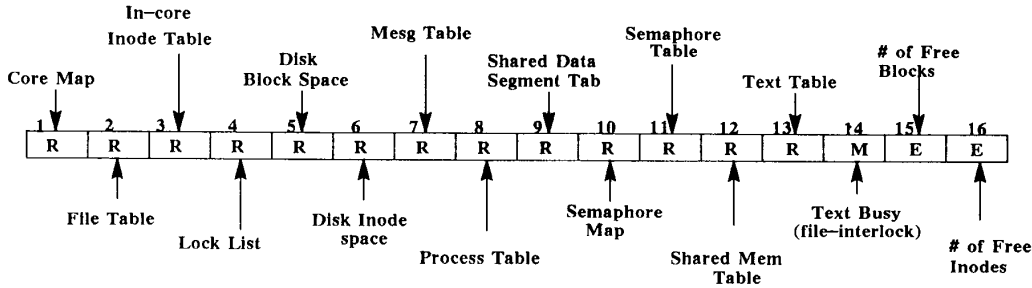 In-core
Inode Table
Mesg Table
Semaphore
Table
Core Map
Disk
Block Space
Shared Data
Segment Tab
Text Table
# of Free
Blocks
1 2 3 4 5 6 7 8 9 10 11 12 13 14 15 16
R R R R R R R R R R R R R M E E
File Table
Lock List
Disk Inode
space
Process Table
Semaphore
Map
Shared Mem
Table
Text Busy
(file-interlock)
# of Free
Inodes